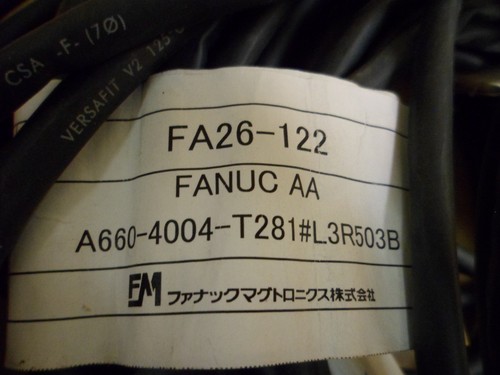 CSA -F- (70)
VERSAFIT V2 125°C
FA26-122
FANUC AA
A660-4004-T281#L3R503B
FM ファナックマグトロニクス株式会社